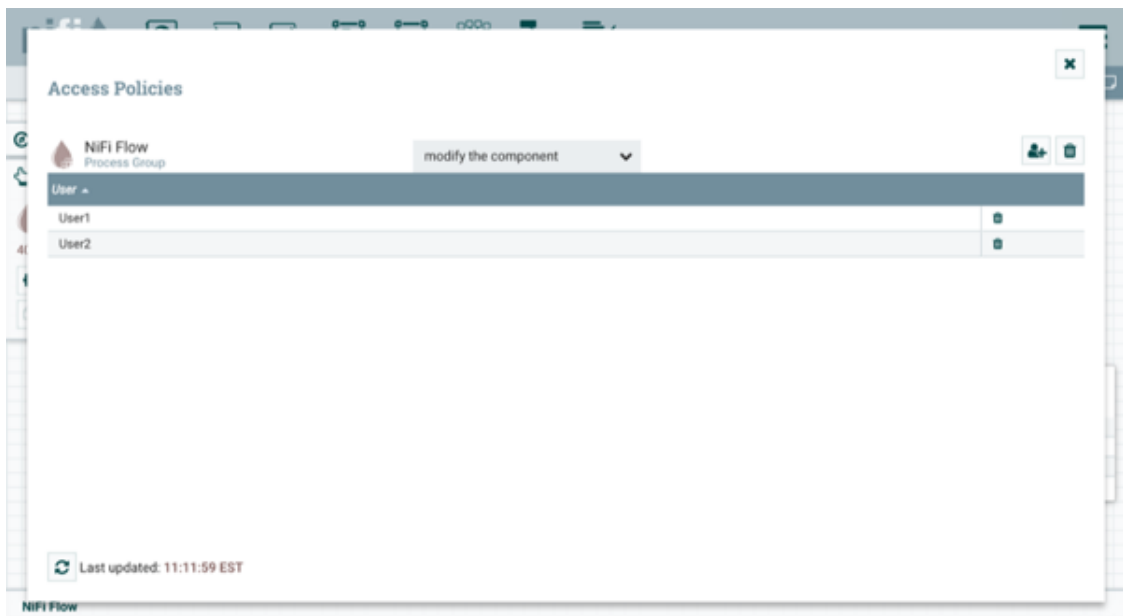 Access Policies
NiFi Flow
Process Group
modify the component
User
User1
User2
Last updated: 11:11:59 EST
NiFi Flow